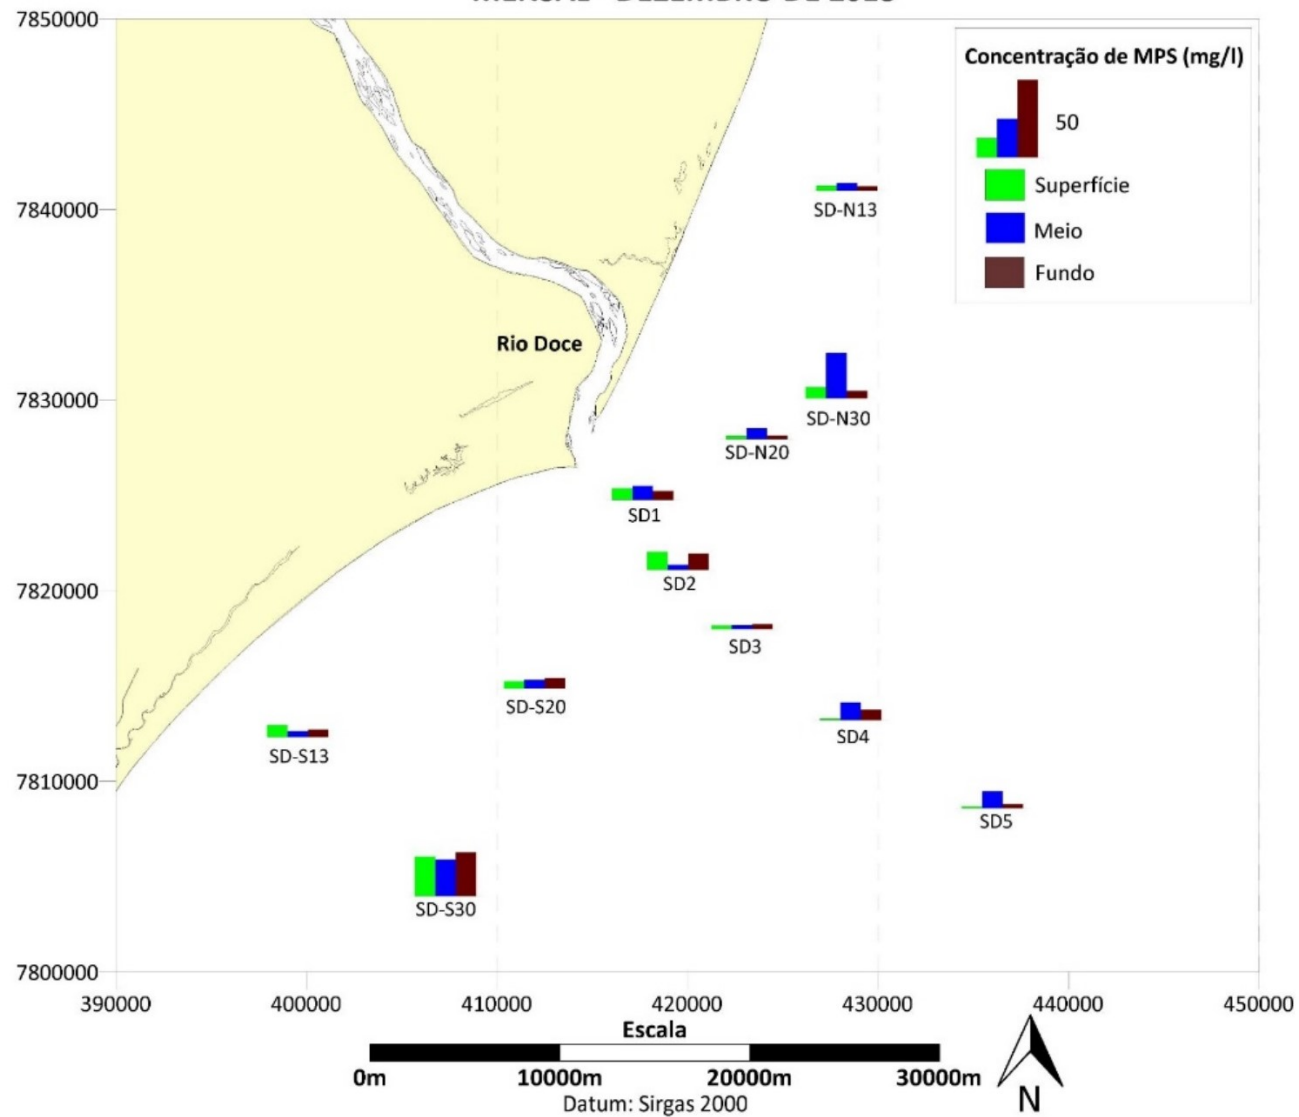 7850000
Concentração de MPS (mg/l)
50
Superfície
Meio
Fundo
7840000
SD-N13
Rio Doce
7830000
SD-N30
SD-N20
SD1
SD2
7820000
SD3
SD-S20
SD4
SD-S13
7810000
SD5
SD-S30
7800000
390000 400000 410000 420000 430000 440000 450000
Escala
0m 10000m 20000m 30000m
Datum: Sirgas 2000
N